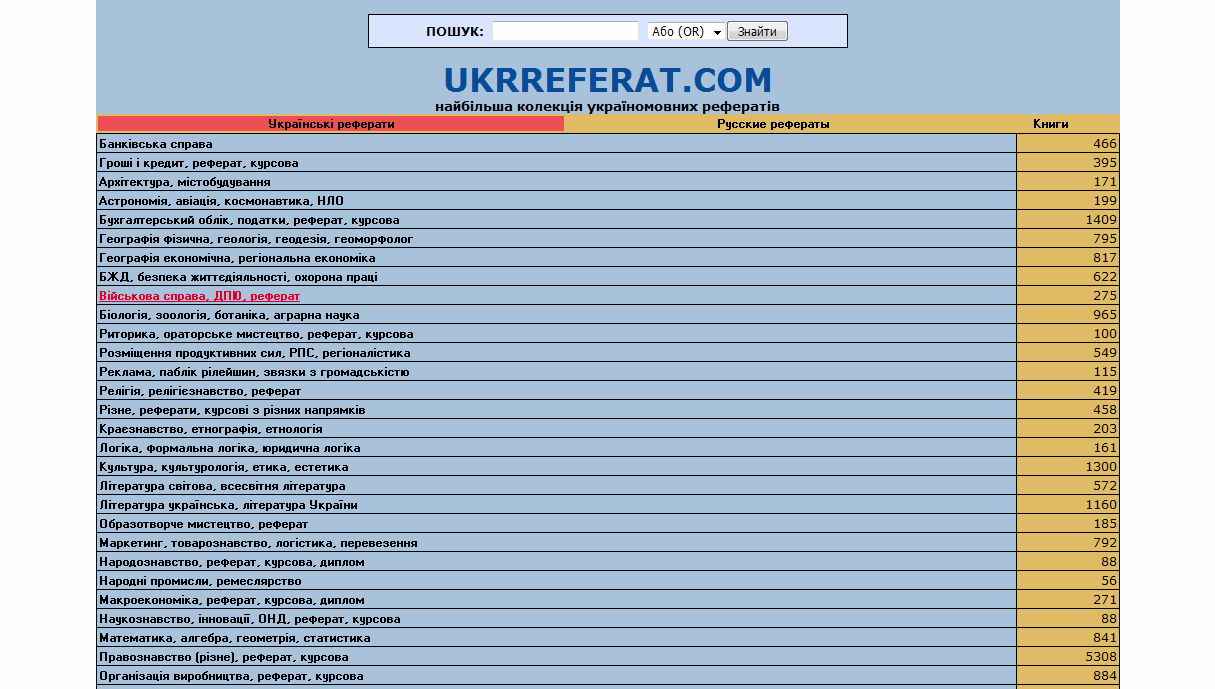 ПОШУК: Або (OR) Знайти
UKRREFERAT.COM
найбільша колекція україномовних рефератів
Українські реферати Русские рефераты Книги
Банківська справа 466
Гроші і кредит, реферат, курсова 395
Архітектура, містобудування 171
Астрономія, авіація, космонавтика, НЛО 199
Бухгалтерський облік, податки, реферат, курсова 1409
Географія фізична, геологія, геодезія, геоморфолог 795
Географія економічна, регіональна економіка 817
БЖД, безпека життєдіяльності, охорона праці 622
Військова справа, ДПЮ, реферат 275
Біологія, зоологія, ботаніка, аграрна наука 965
Риторика, ораторське мистецтво, реферат, курсова 100
Розміщення продуктивних сил, РПС, регіоналістика 549
Реклама, паблік рілейшин, звязки з громадськістю 115
Релігія, релігієзнавство, реферат 419
Різне, реферати, курсові з різних напрямків 458
Краєзнавство, етнографія, етнологія 203
Логіка, формальна логіка, юридична логіка 161
Культура, культурологія, етика, естетика 1300
Література світова, всесвітня література 572
Література українська, література України 1160
Образотворче мистецтво, реферат 185
Маркетинг, товарознавство, логістика, перевезення 792
Народознавство, реферат, курсова, диплом 88
Народні промисли, ремеслярство 56
Макроекономіка, реферат, курсова, диплом 271
Наукознавство, інновації, ОНД, реферат, курсова 88
Математика, алгебра, геометрія, статистика 841
Правознавство (різне), реферат, курсова 5308
Організація виробництва, реферат, курсова 884